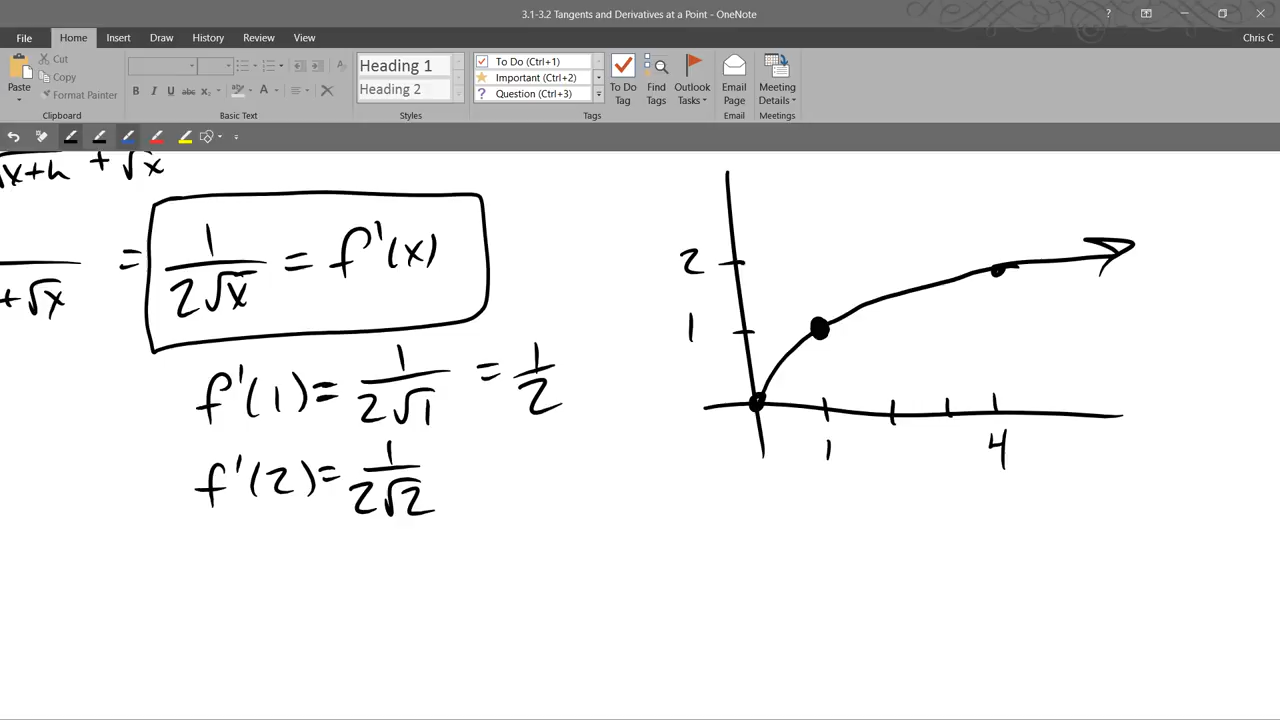 3.1-3.2 Tangents and Derivatives at a Point - OneNote
?
File Home Insert Draw History Review View Chris C
Paste
Cut
Copy
Format Painter
Clipboard
B I U abc x₂ A
Basic Text
Heading 1
Heading 2
Styles
To Do (Ctrl+1)
Important (Ctrl+2)
? Question (Ctrl+3)
To Do Tag
Find Tags
Outlook Tasks
Tags
Email Page
Email
Meeting Details
Meetings
√x+h + √x
+ √x = 1/(2√x) = f'(x)
f'(1) = 1/(2√1) = 1/2
f'(2) = 1/(2√2)
2
1
1 4